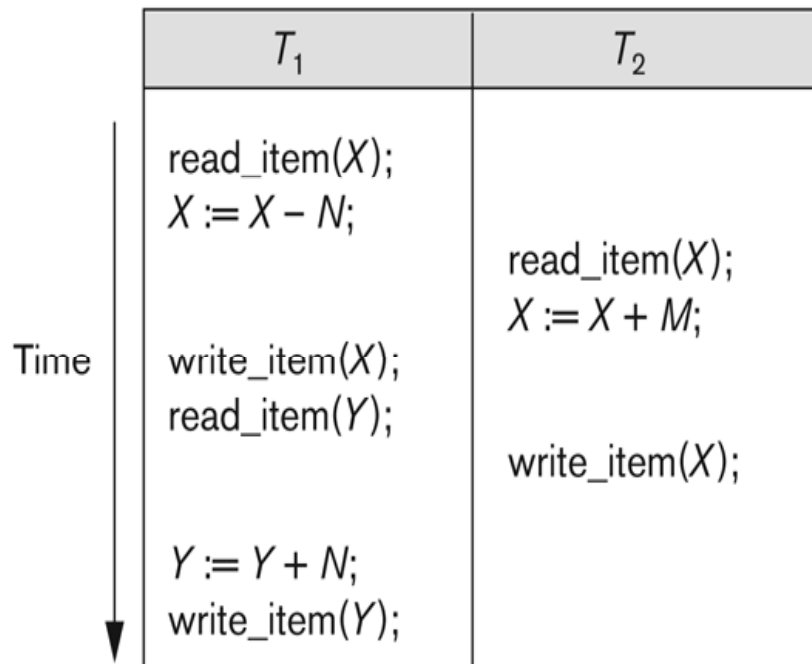 T₁ T₂
read_item(X);
X := X – N;
read_item(X);
X := X + M;
Time
write_item(X);
read_item(Y);
write_item(X);
Y := Y + N;
write_item(Y);